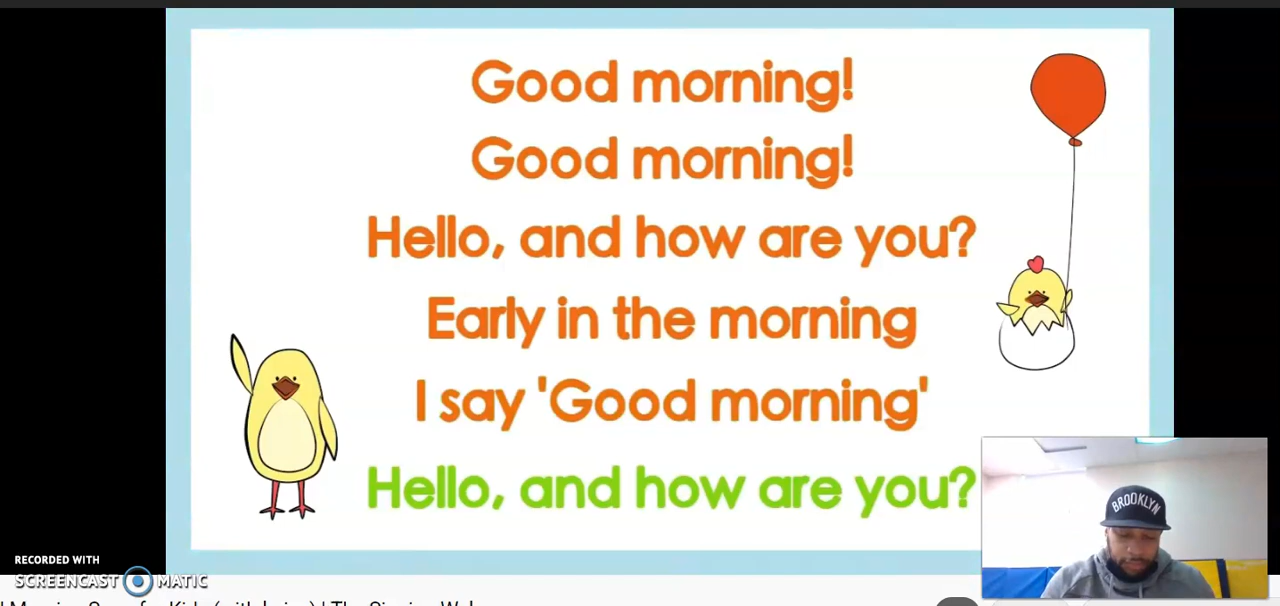 Good morning!
Good morning!
Hello, and how are you?
Early in the morning
I say 'Good morning'
Hello, and how are you?
BROOKLYN
RECORDED WITH
SCREENCAST MATIC